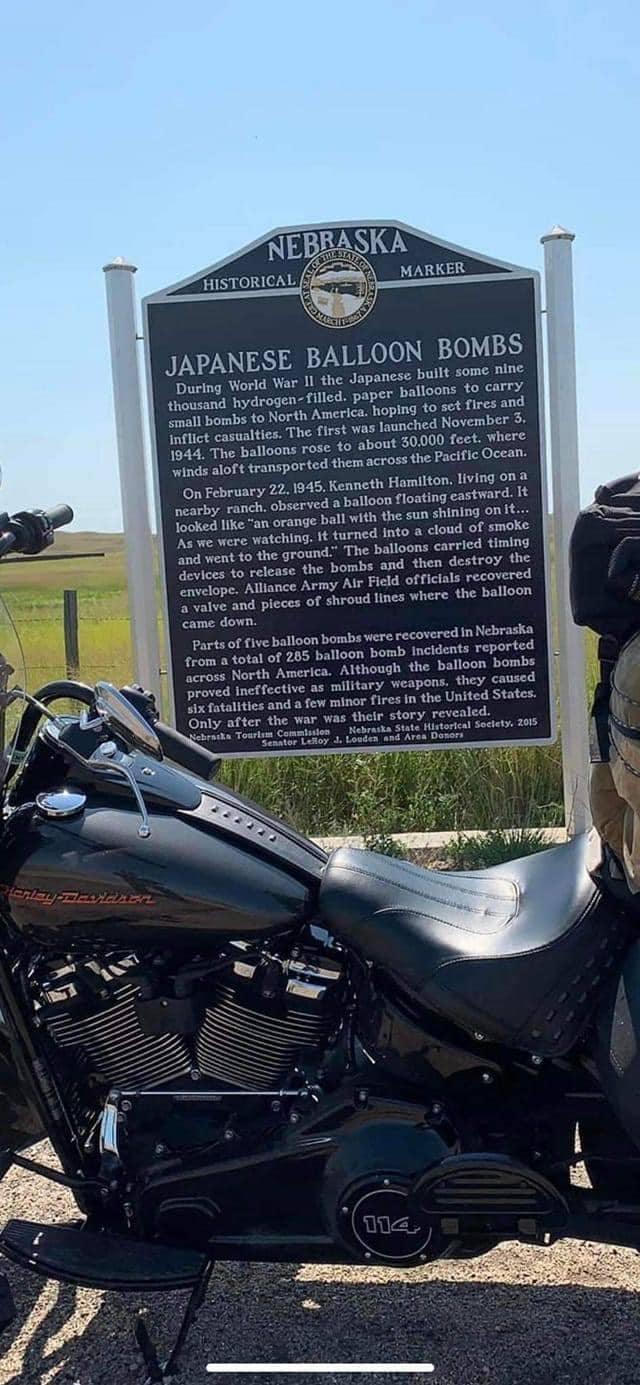 NEBRASKA
HISTORICAL MARKER
GREAT SEAL OF THE STATE OF NEBRASKA
MARCH 1ST 1867
JAPANESE BALLOON BOMBS
During World War II the Japanese built some nine
thousand hydrogen-filled, paper balloons to carry
small bombs to North America, hoping to set fires and
inflict casualties. The first was launched November 3,
1944. The balloons rose to about 30,000 feet, where
winds aloft transported them across the Pacific Ocean.
On February 22, 1945, Kenneth Hamilton, living on a
nearby ranch, observed a balloon floating eastward. It
looked like "an orange ball with the sun shining on it...
As we were watching, it turned into a cloud of smoke
and went to the ground." The balloons carried timing
devices to release the bombs and then destroy the
envelope. Alliance Army Air Field officials recovered
a valve and pieces of shroud lines where the balloon
came down.
Parts of five balloon bombs were recovered in Nebraska
from a total of 285 balloon bomb incidents reported
across North America. Although the balloon bombs
proved ineffective as military weapons, they caused
six fatalities and a few minor fires in the United States.
Only after the war was their story revealed.
Nebraska Tourism Commission Nebraska State Historical Society, 2015
Senator LeRoy J. Louden and Area Donors
Harley-Davidson
114